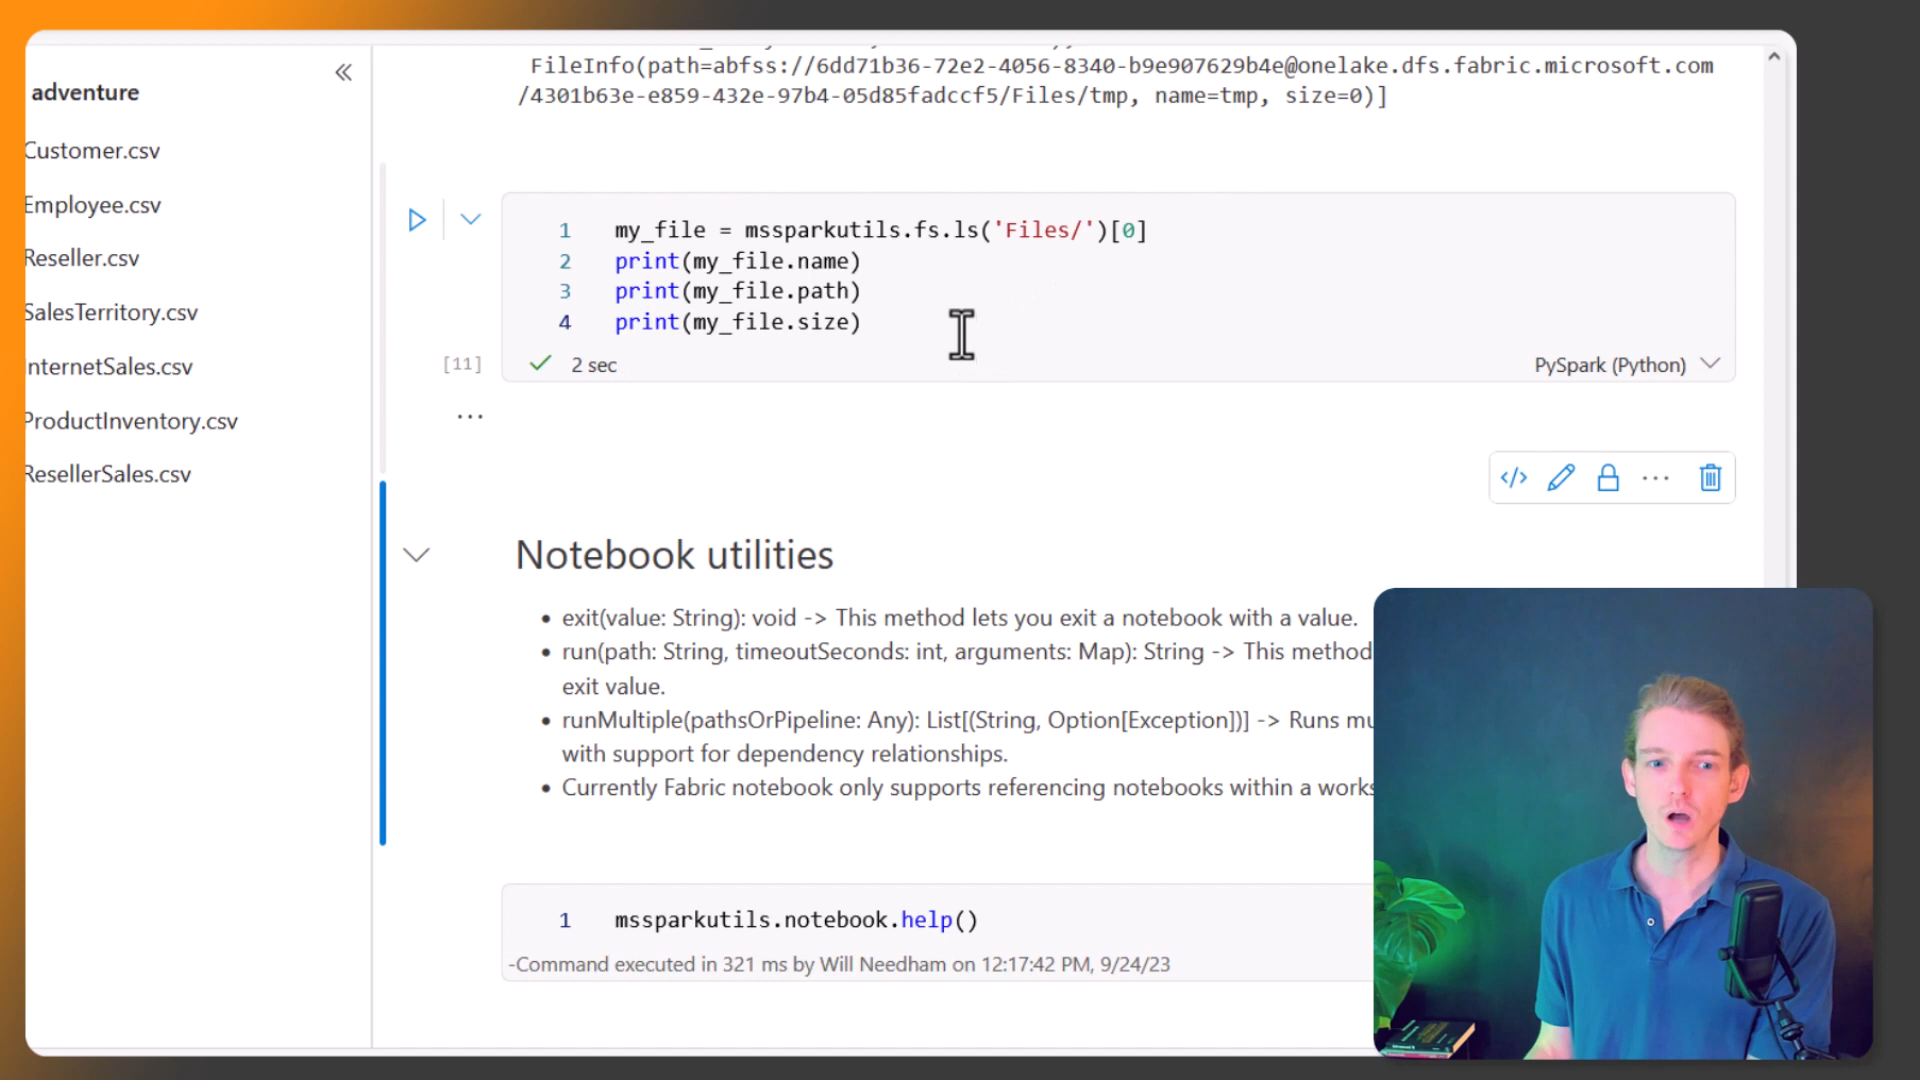 adventure
Customer.csv
Employee.csv
Reseller.csv
SalesTerritory.csv
InternetSales.csv
ProductInventory.csv
ResellerSales.csv
FileInfo(path=abfss://6dd71b36-72e2-4056-8340-b9e907629b4e@onelake.dfs.fabric.microsoft.com
/4301b63e-e859-432e-97b4-05d85fadccf5/Files/tmp, name=tmp, size=0)]
1 my_file = mssparkutils.fs.ls('Files/')[0]
2 print(my_file.name)
3 print(my_file.path)
4 print(my_file.size)
[11] 2 sec PySpark (Python)
Notebook utilities
• exit(value: String): void -> This method lets you exit a notebook with a value.
• run(path: String, timeoutSeconds: int, arguments: Map): String -> This method
exit value.
• runMultiple(pathsOrPipeline: Any): List[(String, Option[Exception])] -> Runs mu
with support for dependency relationships.
• Currently Fabric notebook only supports referencing notebooks within a works
1 mssparkutils.notebook.help()
-Command executed in 321 ms by Will Needham on 12:17:42 PM, 9/24/23